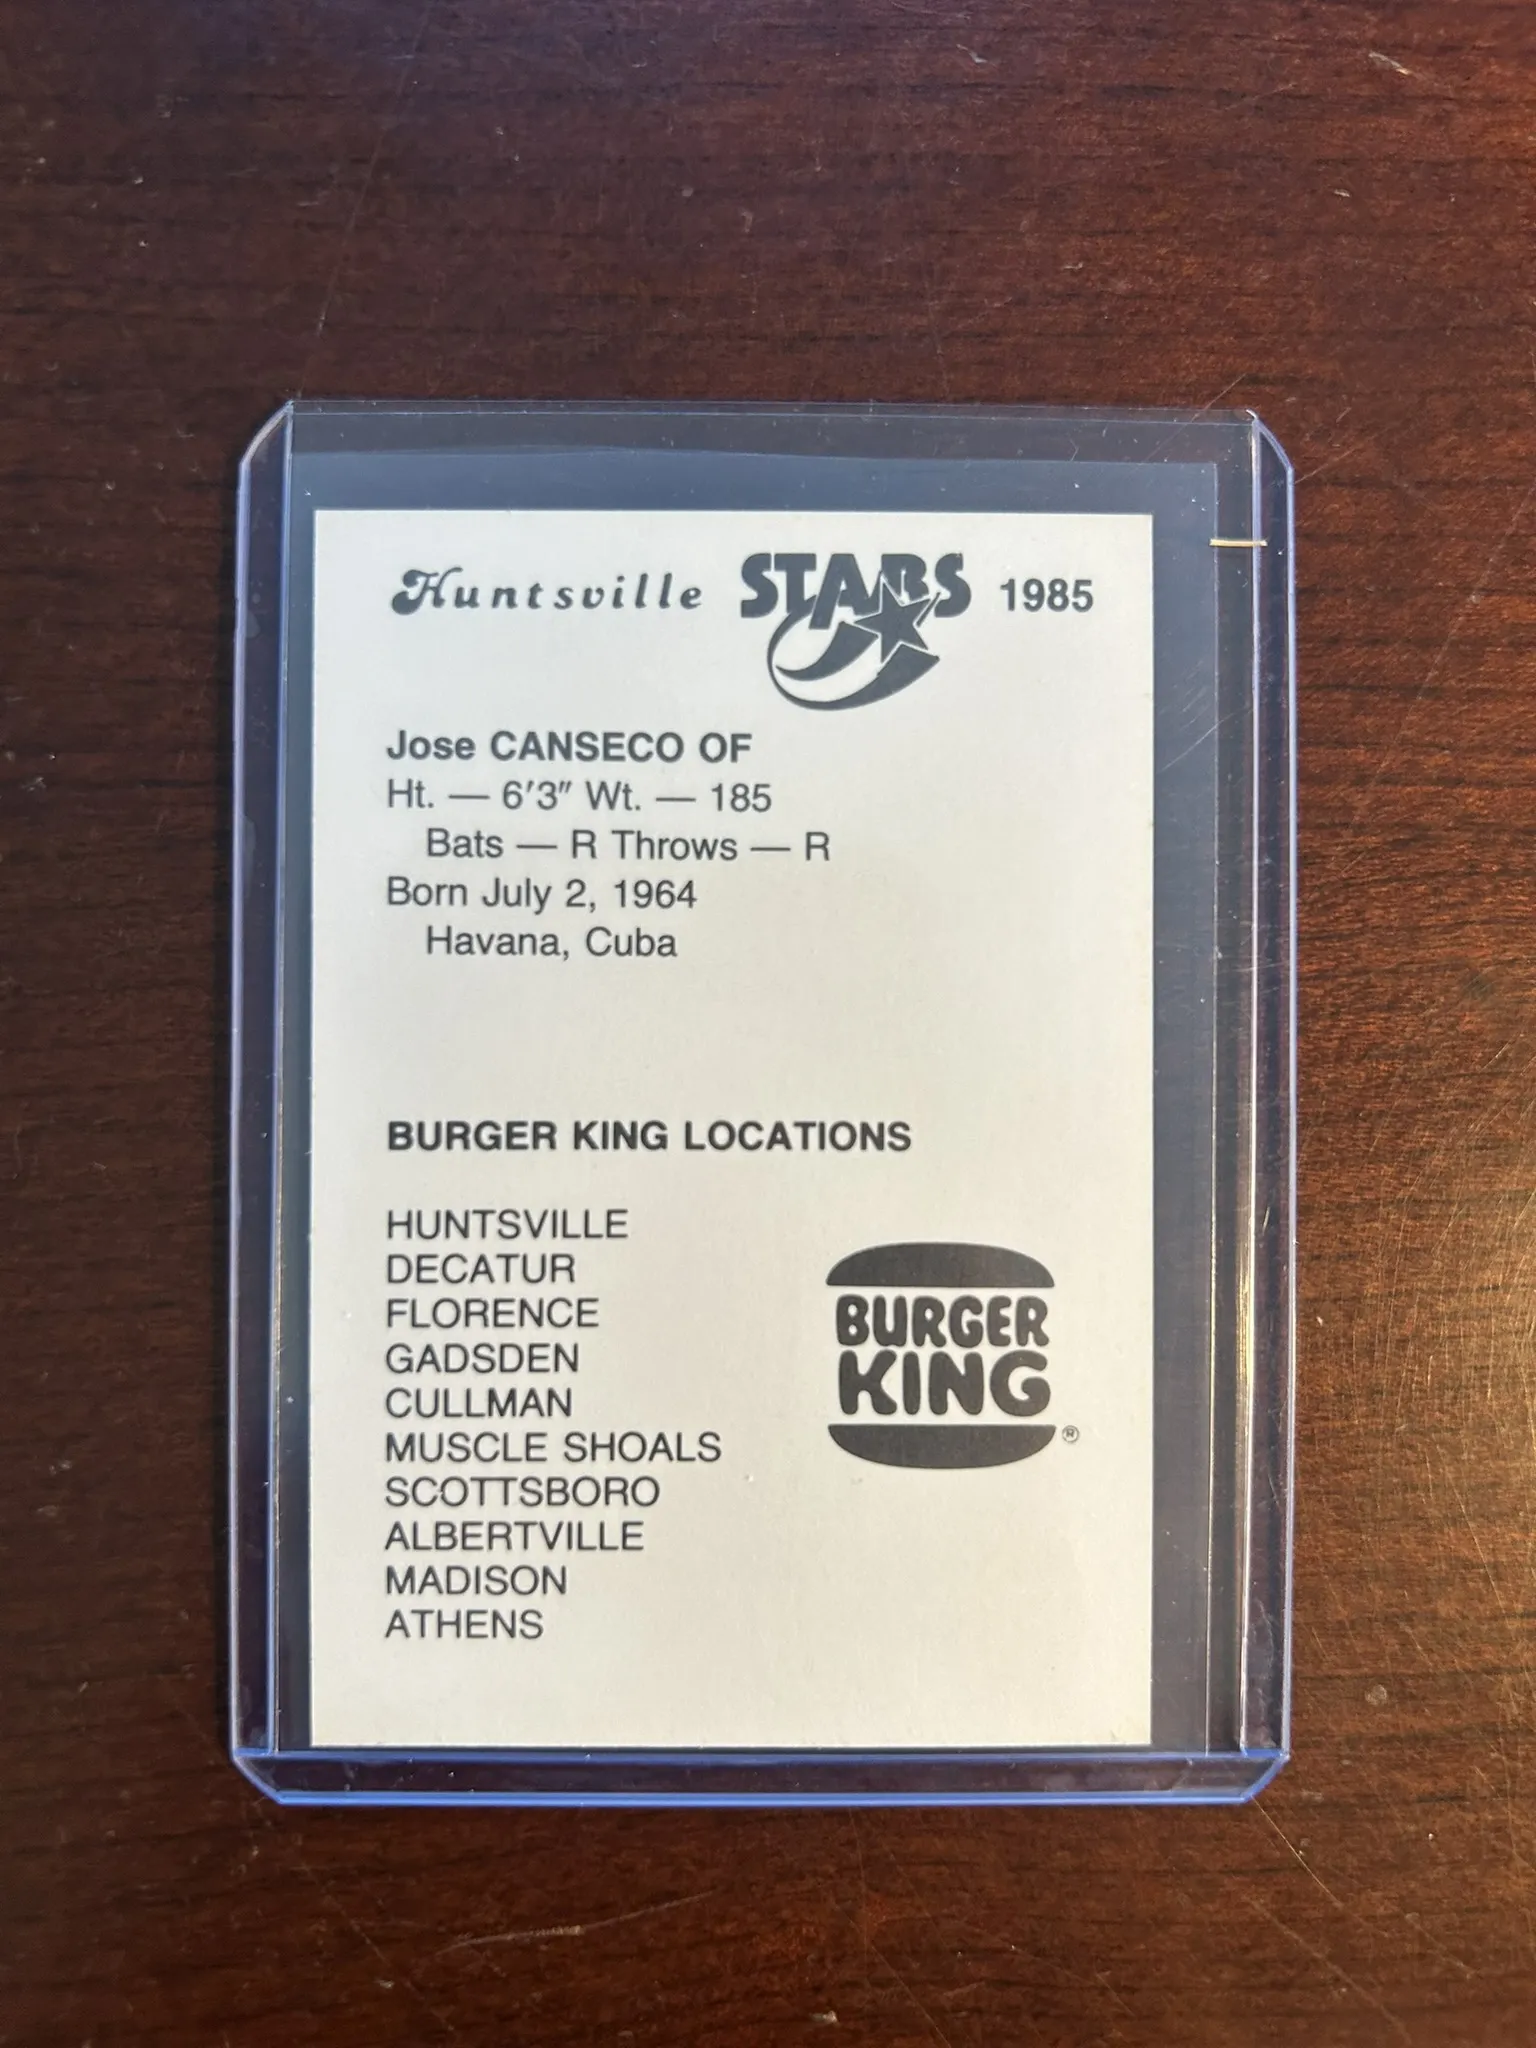 Huntsville STARS 1985
Jose CANSECO OF
Ht. — 6'3" Wt. — 185
Bats — R Throws — R
Born July 2, 1964
Havana, Cuba
BURGER KING LOCATIONS
HUNTSVILLE
DECATUR
FLORENCE
GADSDEN
CULLMAN
MUSCLE SHOALS
SCOTTSBORO
ALBERTVILLE
MADISON
ATHENS
BURGER
KING
®